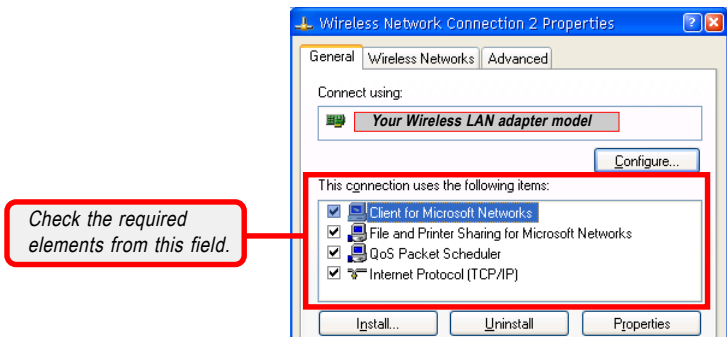 Wireless Network Connection 2 Properties
General Wireless Networks Advanced
Connect using:
Your Wireless LAN adapter model
Configure...
This connection uses the following items:
Client for Microsoft Networks
File and Printer Sharing for Microsoft Networks
QoS Packet Scheduler
Internet Protocol (TCP/IP)
Install... Uninstall Properties
Check the required
elements from this field.